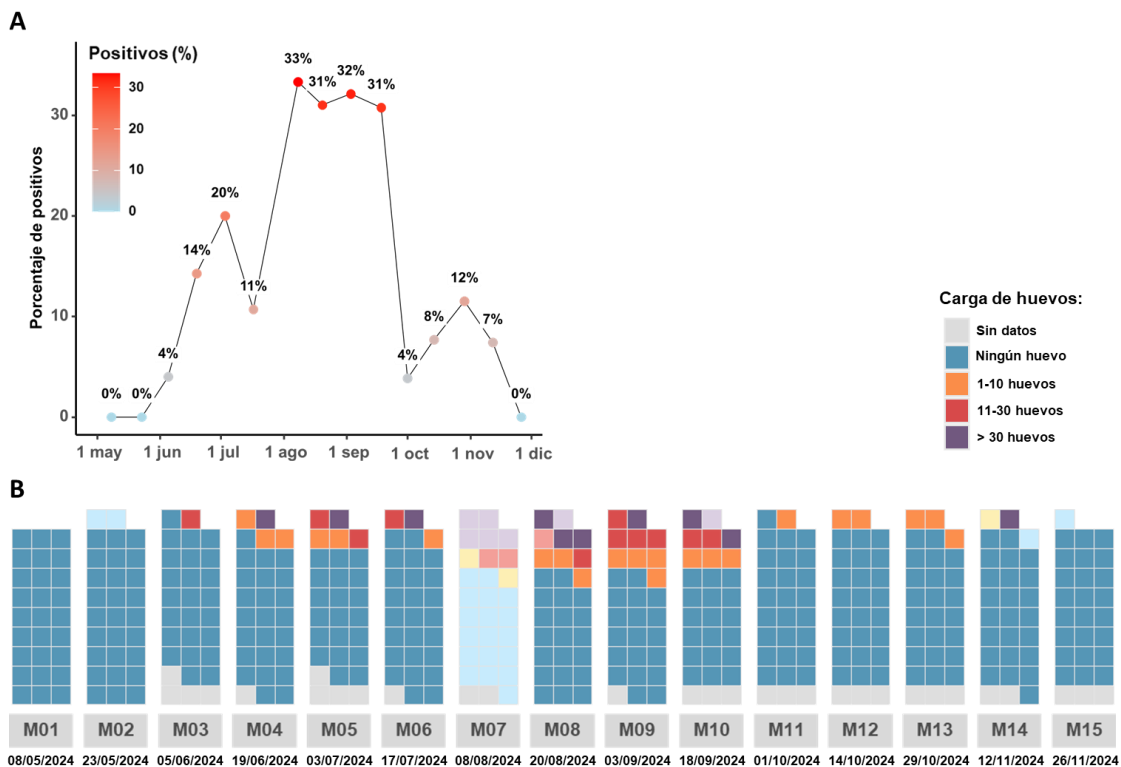 A
Positivos (%)
30
20
10
0
Porcentaje de positivos
30
20
10
0
0%
0%
4%
14%
20%
11%
33%
31%
32%
31%
4%
8%
12%
7%
0%
1 may
1 jun
1 jul
1 ago
1 sep
1 oct
1 nov
1 dic
Carga de huevos:
Sin datos
Ningún huevo
1-10 huevos
11-30 huevos
> 30 huevos
B
M01 M02 M03 M04 M05 M06 M07 M08 M09 M10 M11 M12 M13 M14 M15
08/05/2024 23/05/2024 05/06/2024 19/06/2024 03/07/2024 17/07/2024 08/08/2024 20/08/2024 03/09/2024 18/09/2024 01/10/2024 14/10/2024 29/10/2024 12/11/2024 26/11/2024